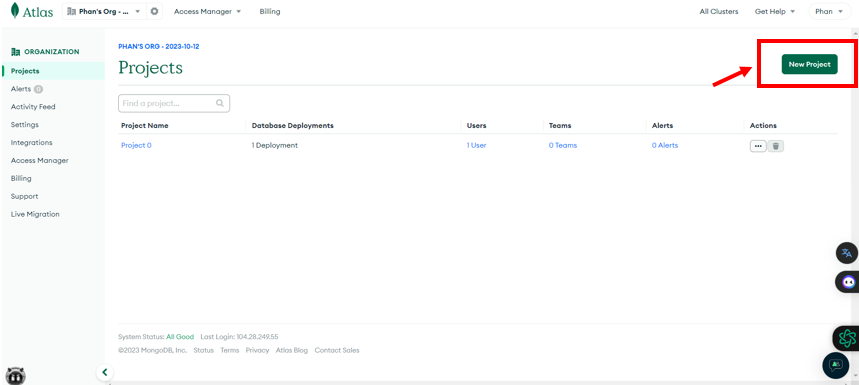 Atlas Phan's Org - ... Access Manager Billing All Clusters Get Help Phan
ORGANIZATION
Projects
Alerts 0
Activity Feed
Settings
Integrations
Access Manager
Billing
Support
Live Migration
PHAN'S ORG - 2023-10-12
Projects
New Project
Find a project...
Project Name Database Deployments Users Teams Alerts Actions
Project 0 1 Deployment 1 User 0 Teams 0 Alerts
System Status: All Good Last Login: 104.28.249.55
©2023 MongoDB, Inc. Status Terms Privacy Atlas Blog Contact Sales